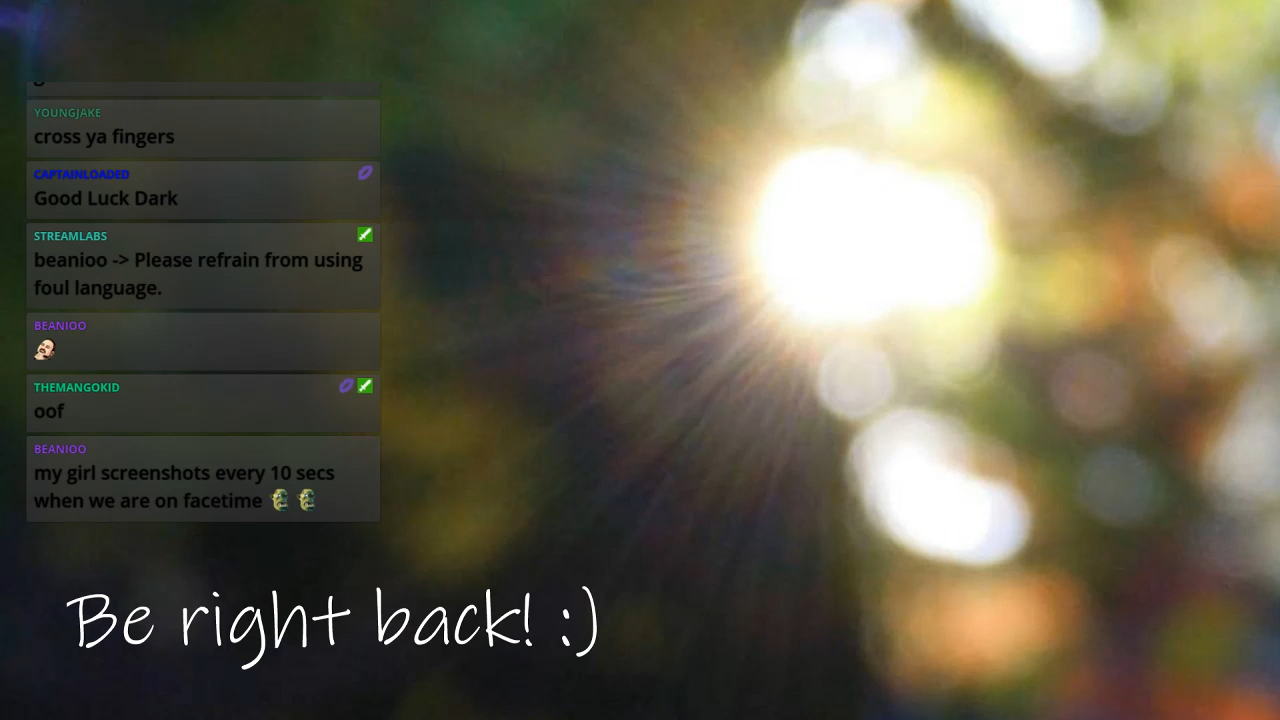 YOUNGJAKE
cross ya fingers
CAPTAINLOADED
Good Luck Dark
STREAMLABS
beanioo -> Please refrain from using
foul language.
BEANIOO
THEMANGOKID
oof
BEANIOO
my girl screenshots every 10 secs
when we are on facetime
Be right back! :)